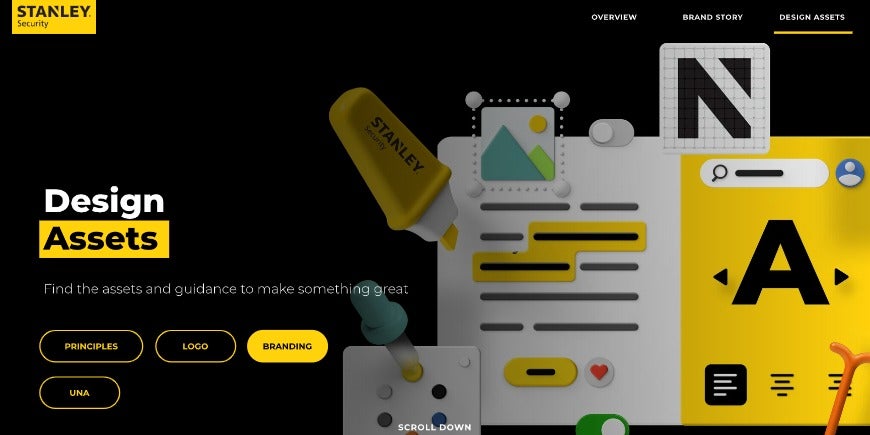 STANLEY.
Security
OVERVIEW
BRAND STORY
DESIGN ASSETS
N
STANLEY.
Security
Design
Assets
A
Find the assets and guidance to make something great
PRINCIPLES
LOGO
BRANDING
UNA
SCROLL DOWN